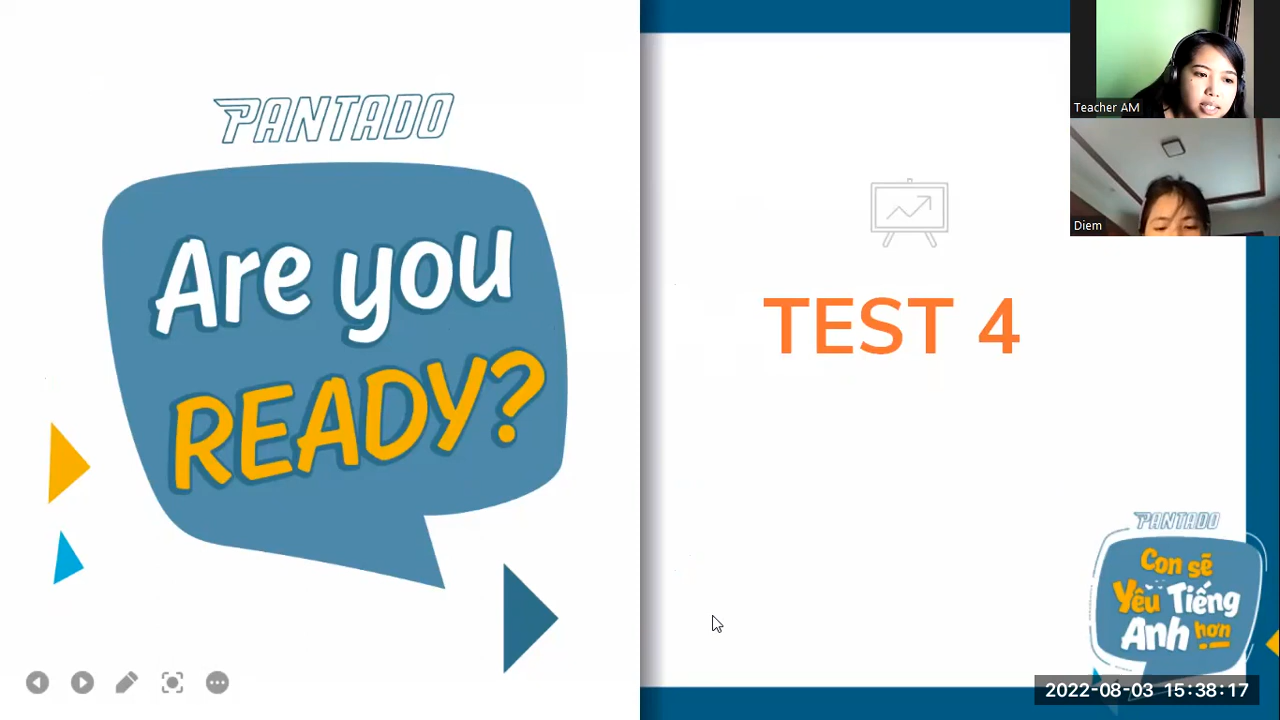 PANTADO
Are you
READY?
TEST 4
Teacher AM
Diem
PANTADO
Con sẽ
Yêu Tiếng
Anh hơn
2022-08-03 15:38:17